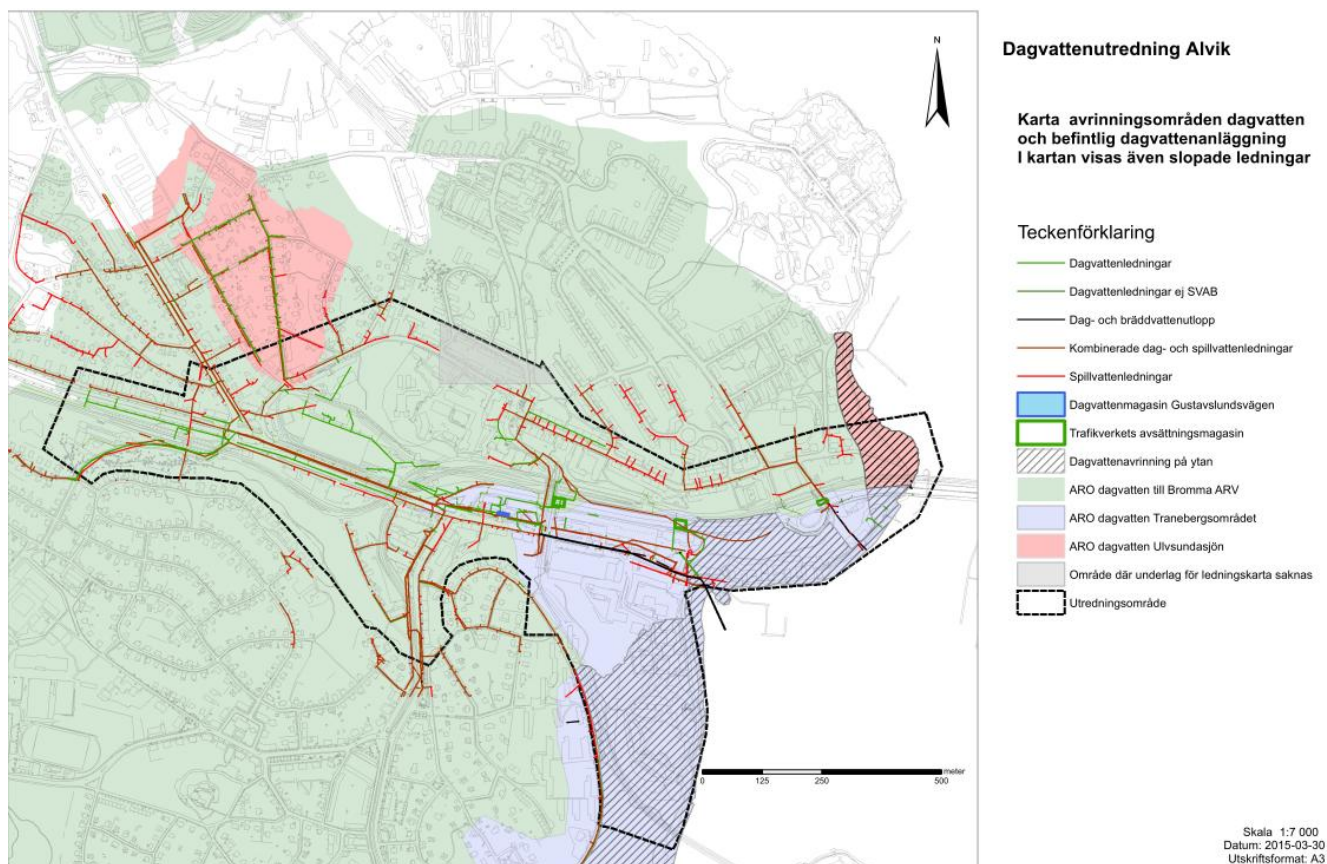 N
Dagvattenutredning Alvik
Karta avrinningsområden dagvatten
och befintlig dagvattenanläggning
I kartan visas även slopade ledningar
Teckenförklaring
Dagvattenledningar
Dagvattenledningar ej SVAB
Dag- och bräddvattenutlopp
Kombinerade dag- och spillvattenledningar
Spillvattenledningar
Dagvattenmagasin Gustavslundsvägen
Trafikverkets avsättningsmagasin
Dagvattenavrinning på ytan
ARO dagvatten till Bromma ARV
ARO dagvatten Tranebergsområdet
ARO dagvatten Ulvsundasjön
Område där underlag för ledningskarta saknas
Utredningsområde
meter
0 125 250 500
Skala 1:7 000
Datum: 2015-03-30
Utskriftsformat: A3